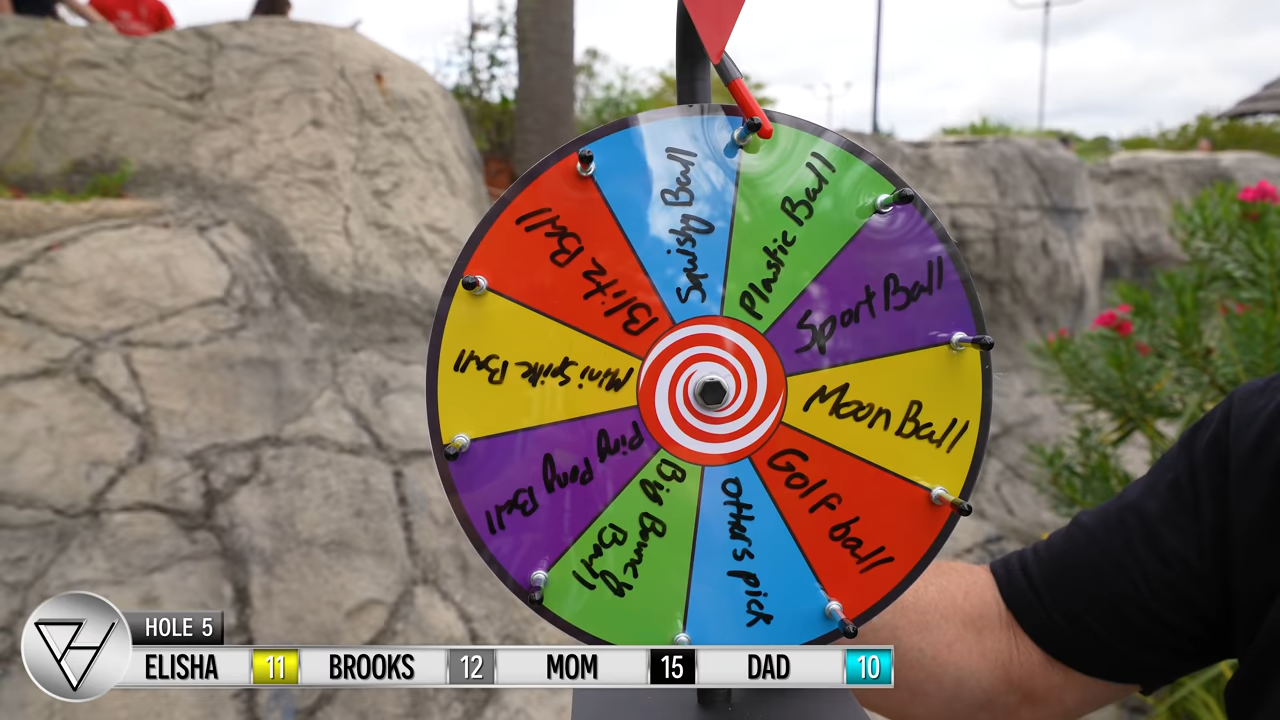 Squishy Ball
Plastic Ball
Sport Ball
Moon Ball
Golf ball
other's pick
Big Bouncy
Ball
Ping Pong Ball
Mini Spike Ball
Blitz Ball
HOLE 5
ELISHA 11 BROOKS 12 MOM 15 DAD 10